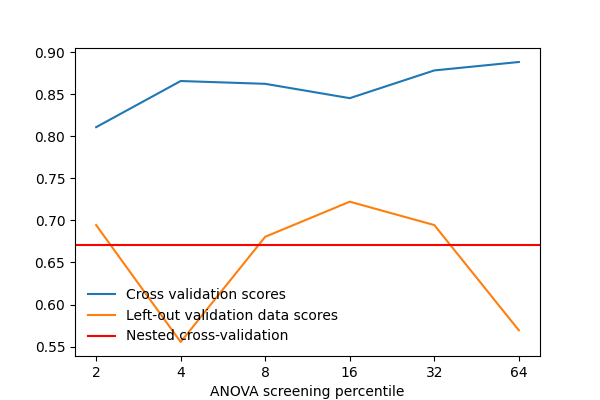 0.90
0.85
0.80
0.75
0.70
0.65
0.60
0.55
Cross validation scores
Left-out validation data scores
Nested cross-validation
2 4 8 16 32 64
ANOVA screening percentile